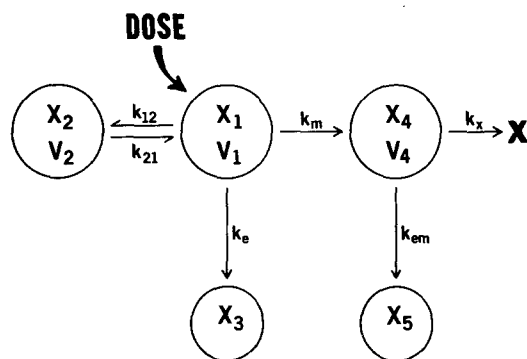 DOSE
X₂
V₂
k₁₂
k₂₁
X₁
V₁
kₘ
X₄
V₄
kₓ
X
kₑ
kₑₘ
X₃
X₅